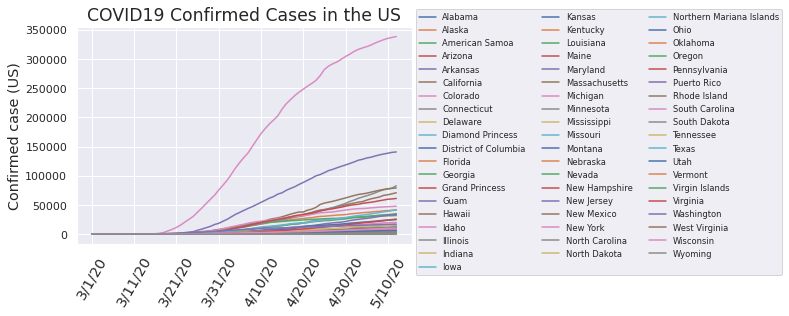 COVID19 Confirmed Cases in the US
Confirmed case (US)
350000
300000
250000
200000
150000
100000
50000
0
3/1/20
3/11/20
3/21/20
3/31/20
4/10/20
4/20/20
4/30/20
5/10/20
Alabama
Alaska
American Samoa
Arizona
Arkansas
California
Colorado
Connecticut
Delaware
Diamond Princess
District of Columbia
Florida
Georgia
Grand Princess
Guam
Hawaii
Idaho
Illinois
Indiana
Iowa
Kansas
Kentucky
Louisiana
Maine
Maryland
Massachusetts
Michigan
Minnesota
Mississippi
Missouri
Montana
Nebraska
Nevada
New Hampshire
New Jersey
New Mexico
New York
North Carolina
North Dakota
Northern Mariana Islands
Ohio
Oklahoma
Oregon
Pennsylvania
Puerto Rico
Rhode Island
South Carolina
South Dakota
Tennessee
Texas
Utah
Vermont
Virgin Islands
Virginia
Washington
West Virginia
Wisconsin
Wyoming